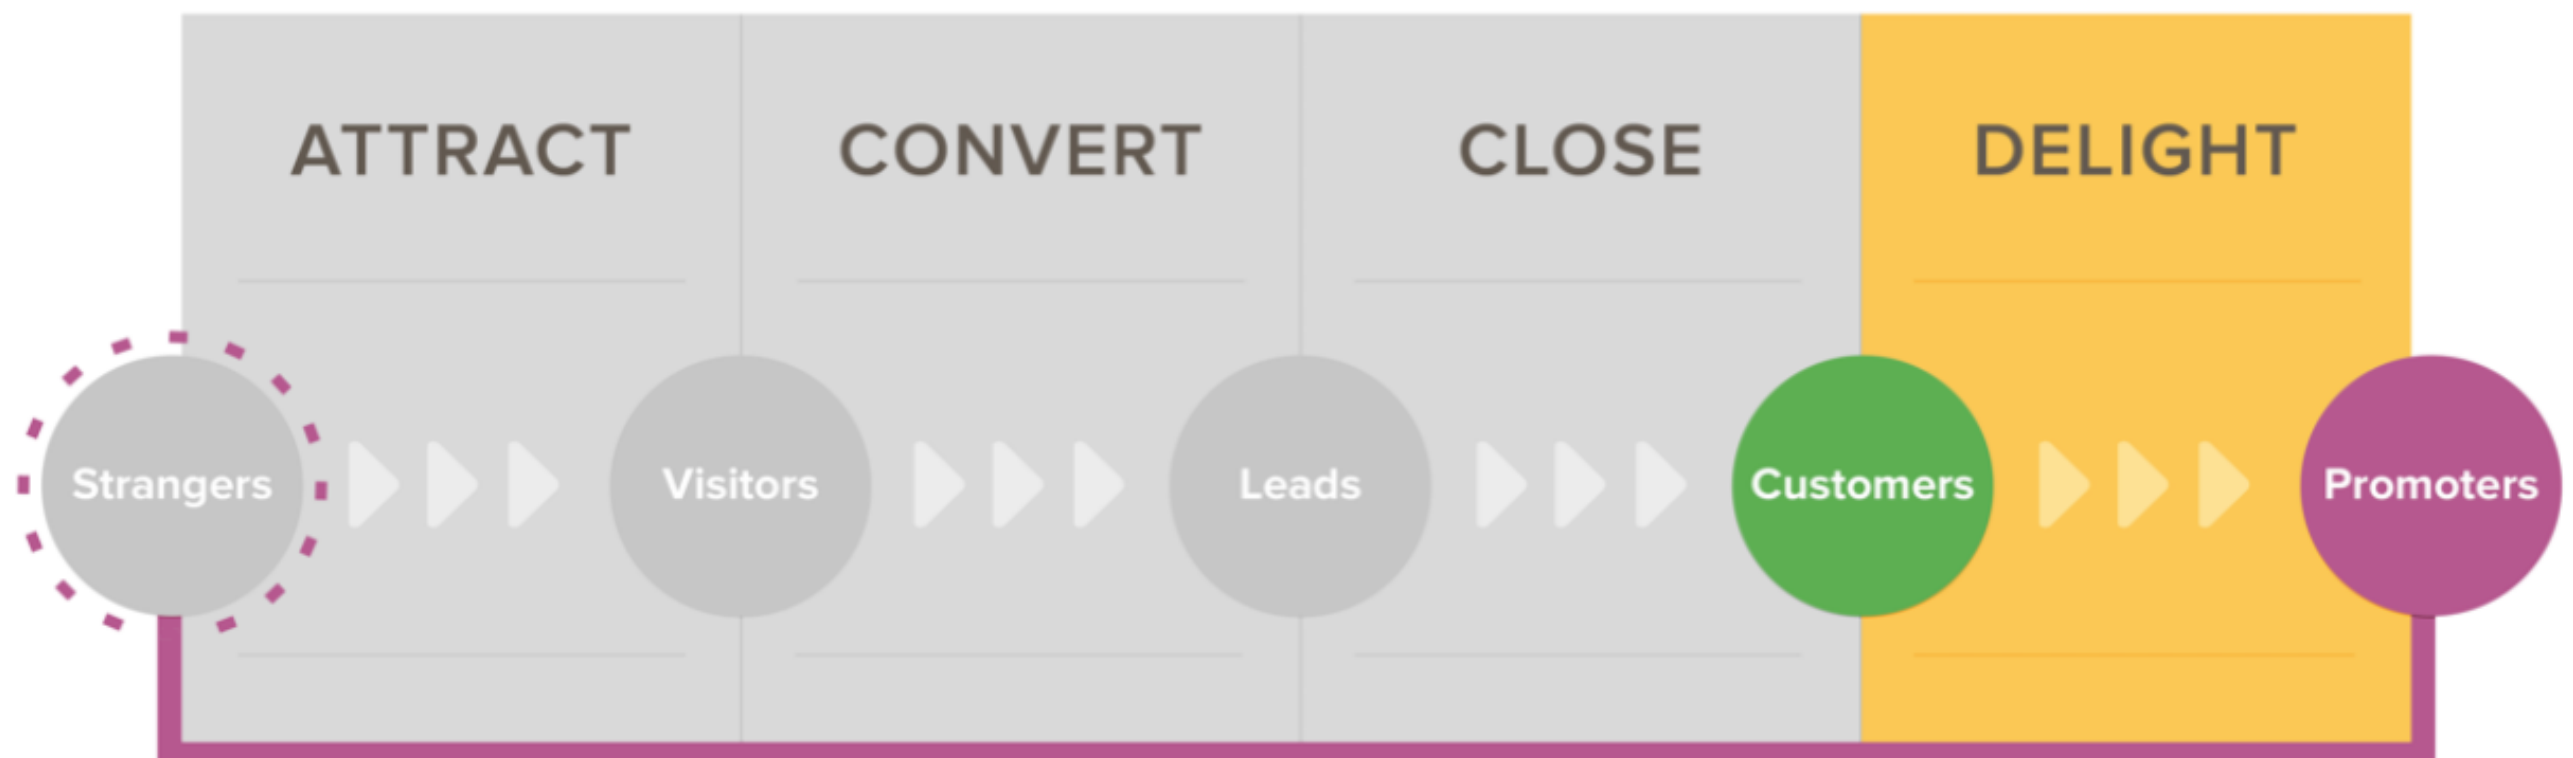 ATTRACT CONVERT CLOSE DELIGHT
Strangers Visitors Leads Customers Promoters